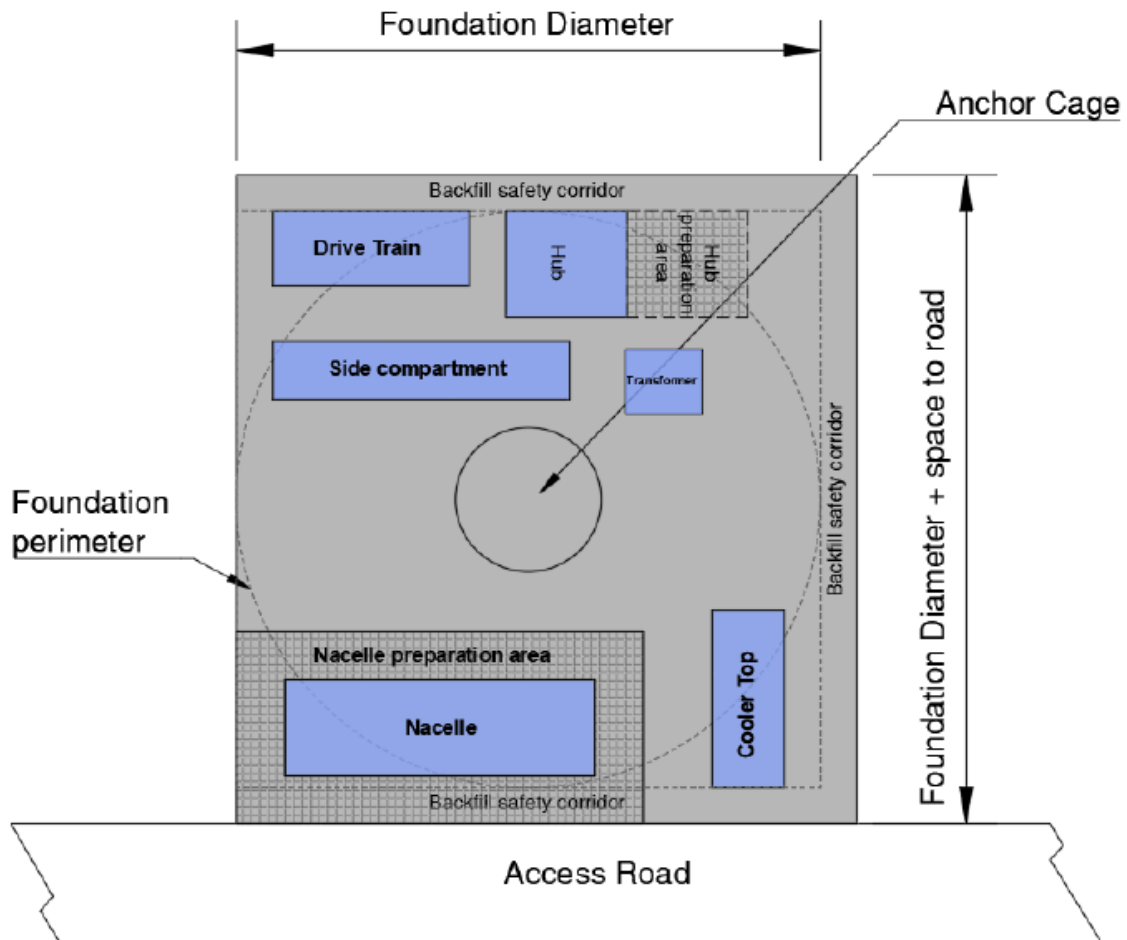 Foundation Diameter
Anchor Cage
Backfill safety corridor
Drive Train
Hub
Hub
preparation
area
Side compartment
Transformer
Foundation
perimeter
Backfill safety corridor
Foundation Diameter + space to road
Nacelle preparation area
Nacelle
Cooler Top
Backfill safety corridor
Access Road